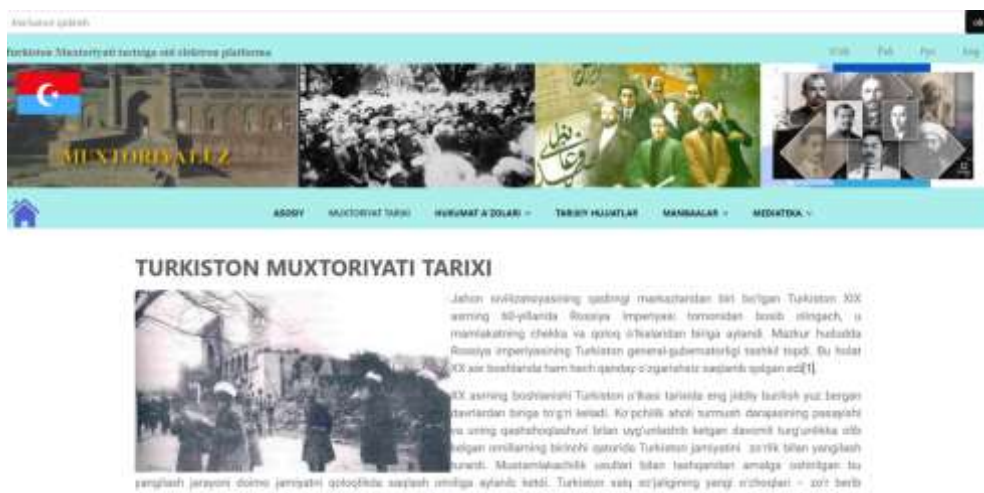 Turkiston Muxtoriyati tarixiga oid elektron platforma
O'zb Рус Eng
MUXTORIYAT.UZ
ASOSIY MUXTORIYAT TARIXI HUKUMAT A'ZOLARI TARIXIY HUJJATLAR MANBAALAR MEDIATEKA
TURKISTON MUXTORIYATI TARIXI
Jahon sivilizatsiyasining qadimgi markazlaridan biri bo'lgan Turkiston XIX
asrning 60-yillarida Rossiya imperiyasi tomonidan bosib olingach, u
mamlakatning chekka va qoloq o'lkalaridan biriga aylandi. Mazkur hududda
Rossiya imperiyasining Turkiston general-gubernatorligi tashkil topdi. Bu holat
XX asr boshlarida ham hech qanday o'zgarishsiz saqlanib qolgan edi[1].
XX asrning boshlanishi Turkiston o'lkasi tarixida eng jiddiy burilish yuz bergan
davrlardan biriga to'g'ri keladi. Ko'pchilik aholi turmush darajasining pasayishi
va uning qashshoqlashuvi bilan uyg'unlashib ketgan davomli turg'unlikka olib
kelgan omillarning birinchi qatorida Turkiston jamiyatini zo'rlik bilan yangilash
turardi. Mustamlakachilik usullari bilan tashqaridan amalga oshirilgan bu
yangilash jarayoni doimo jamiyatni qoloqlikda saqlash omiliga aylanib ketdi. Turkiston xalq xo'jaligining yangi o'choqlari – zo'r berib